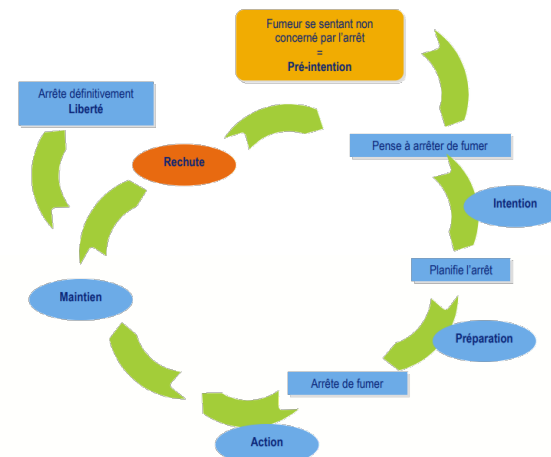 Fumeur se sentant non
concerné par l'arrêt
=
Pré-intention
Pense à arrêter de fumer
Intention
Planifie l'arrêt
Préparation
Arrête de fumer
Action
Maintien
Arrête définitivement
Liberté
Rechute